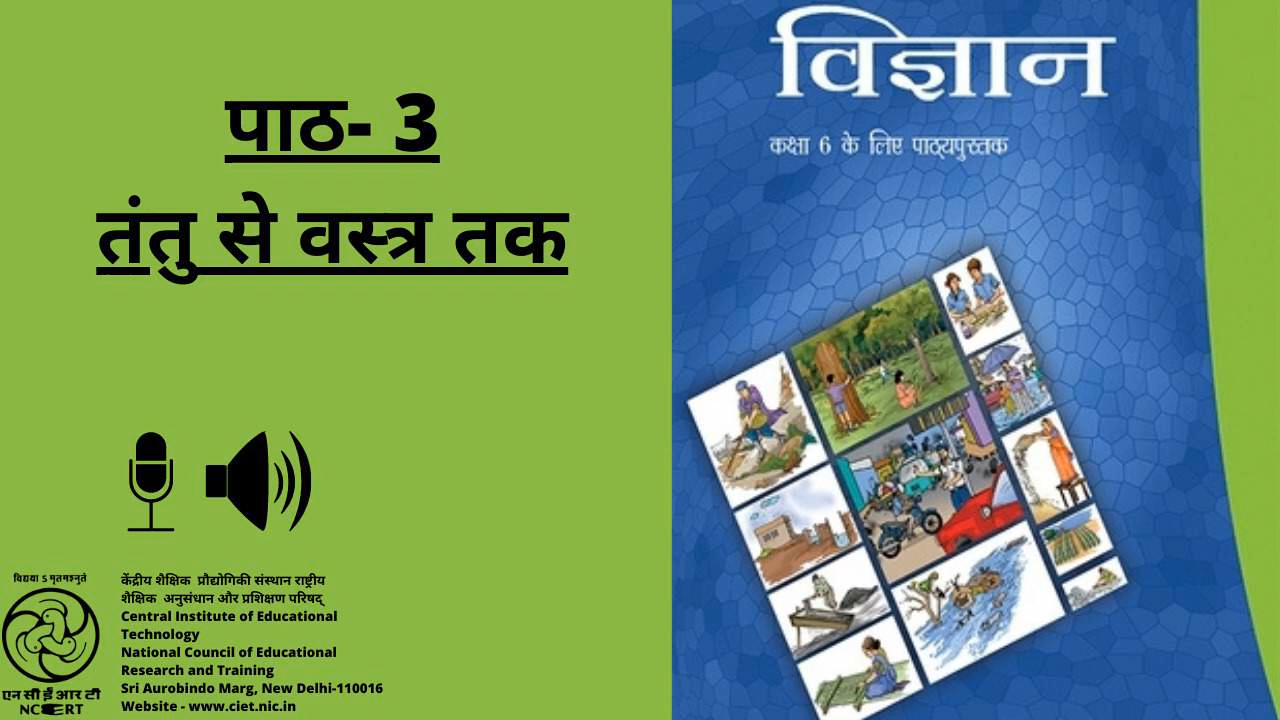 पाठ- 3
तंतु से वस्त्र तक
विद्यया ऽ मृतमश्नुते
एन सी ई आर टी
NCERT
केंद्रीय शैक्षिक प्रौद्योगिकी संस्थान राष्ट्रीय
शैक्षिक अनुसंधान और प्रशिक्षण परिषद्
Central Institute of Educational
Technology
National Council of Educational
Research and Training
Sri Aurobindo Marg, New Delhi-110016
Website - www.ciet.nic.in
विज्ञान
कक्षा 6 के लिए पाठ्यपुस्तक